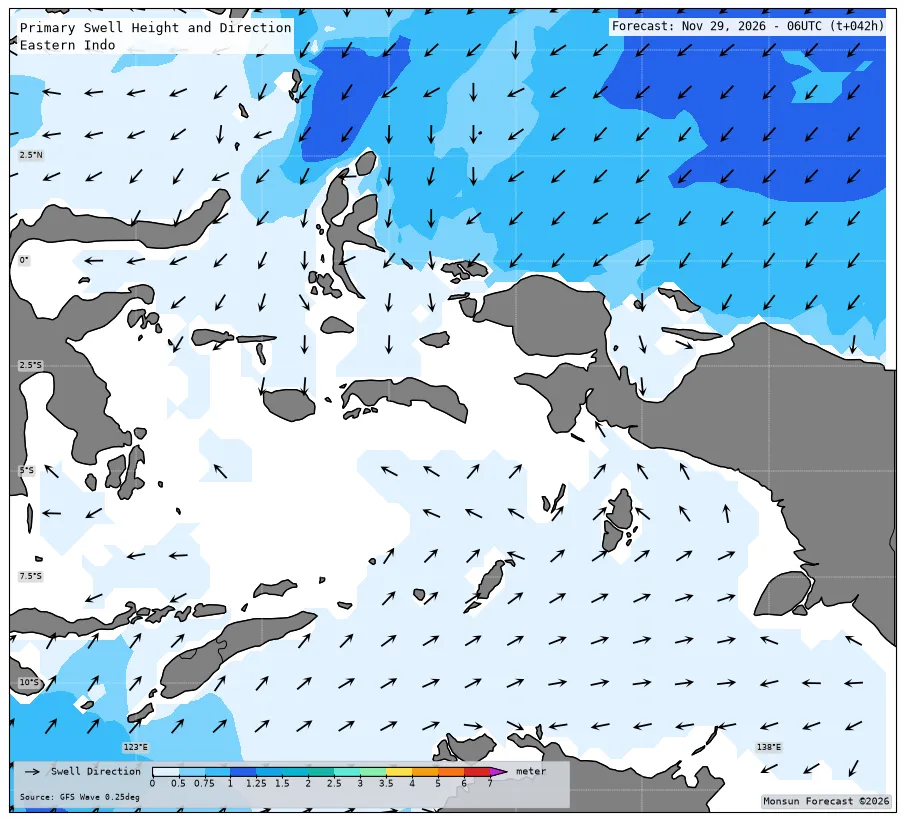 Primary Swell Height and Direction
Eastern Indo
Forecast: Nov 29, 2026 - 06UTC (t+042h)
2.5°N
0°
2.5°S
5°S
7.5°S
10°S
123°E
138°E
Swell Direction
0 0.5 0.75 1 1.25 1.5 2 2.5 3 3.5 4 5 6 7
meter
Source: GFS Wave 0.25deg
Monsun Forecast ©2026